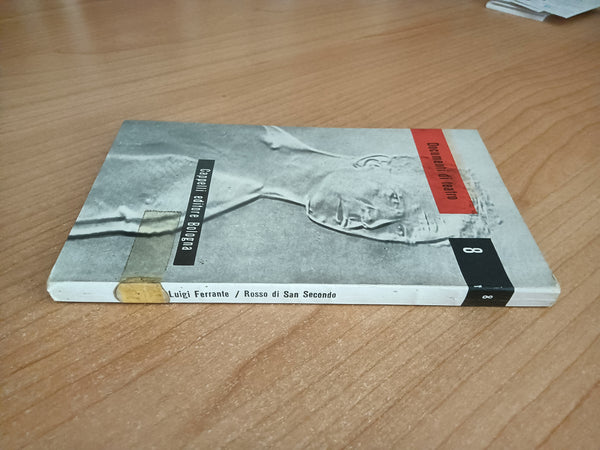 Documenti di teatro
8
Cappelli editore Bologna
Luigi Ferrante / Rosso di San Secondo
8